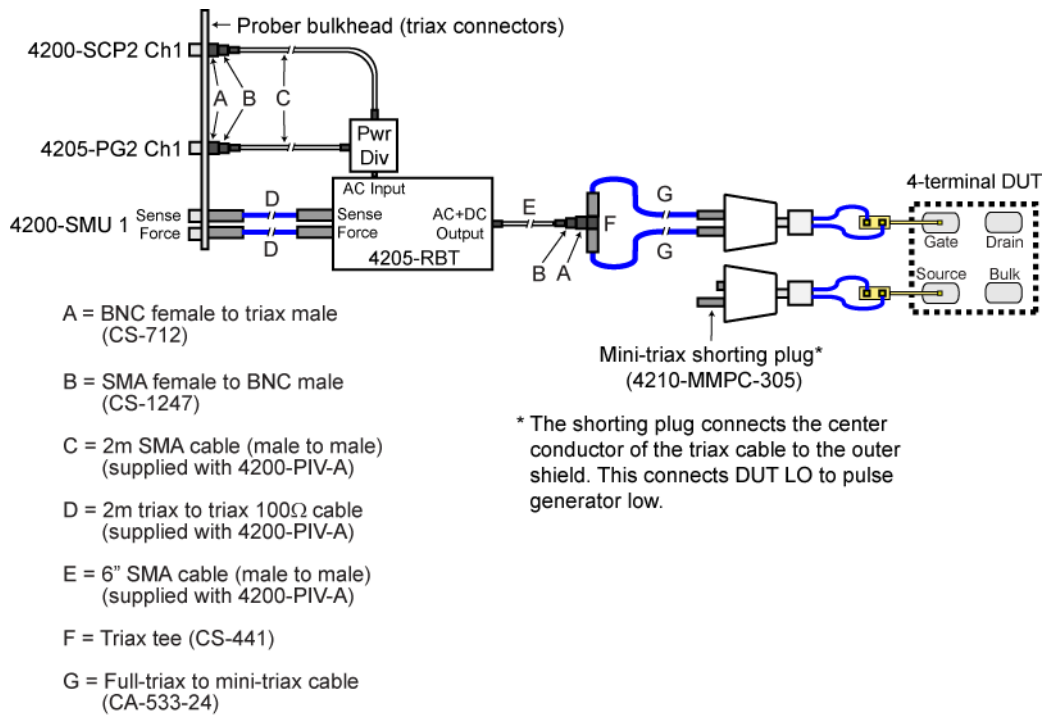 Prober bulkhead (triax connectors)
4200-SCP2 Ch1
A B C
4205-PG2 Ch1
Pwr
Div
AC Input
4-terminal DUT
D
G
E
F
4200-SMU 1
Sense
Force
Sense
Force
AC+DC
Output
4205-RBT
D
B A
G
Gate
Drain
Source
Bulk
Mini-triax shorting plug*
(4210-MMPC-305)
A = BNC female to triax male
(CS-712)
B = SMA female to BNC male
(CS-1247)
C = 2m SMA cable (male to male)
(supplied with 4200-PIV-A)
D = 2m triax to triax 100Ω cable
(supplied with 4200-PIV-A)
E = 6” SMA cable (male to male)
(supplied with 4200-PIV-A)
F = Triax tee (CS-441)
G = Full-triax to mini-triax cable
(CA-533-24)
* The shorting plug connects the center
conductor of the triax cable to the outer
shield. This connects DUT LO to pulse
generator low.